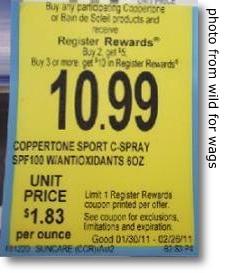 Buy any participating Coppertone
or Bain de Soleil products and
receive
Register Rewards®
Buy 2, get $5,
Buy 3 or more, get $10 in Register Rewards®
10.99
COPPERTONE SPORT C-SPRAY
SPF100 W/ANTIOXIDANTS 6OZ
UNIT
PRICE
$1.83
per ounce
Limit 1 Register Rewards
coupon printed per offer.
See coupon for exclusions,
limitations and expiration.
Good 01/30/11 - 02/26/11
SUNCARE
photo from wild for wags